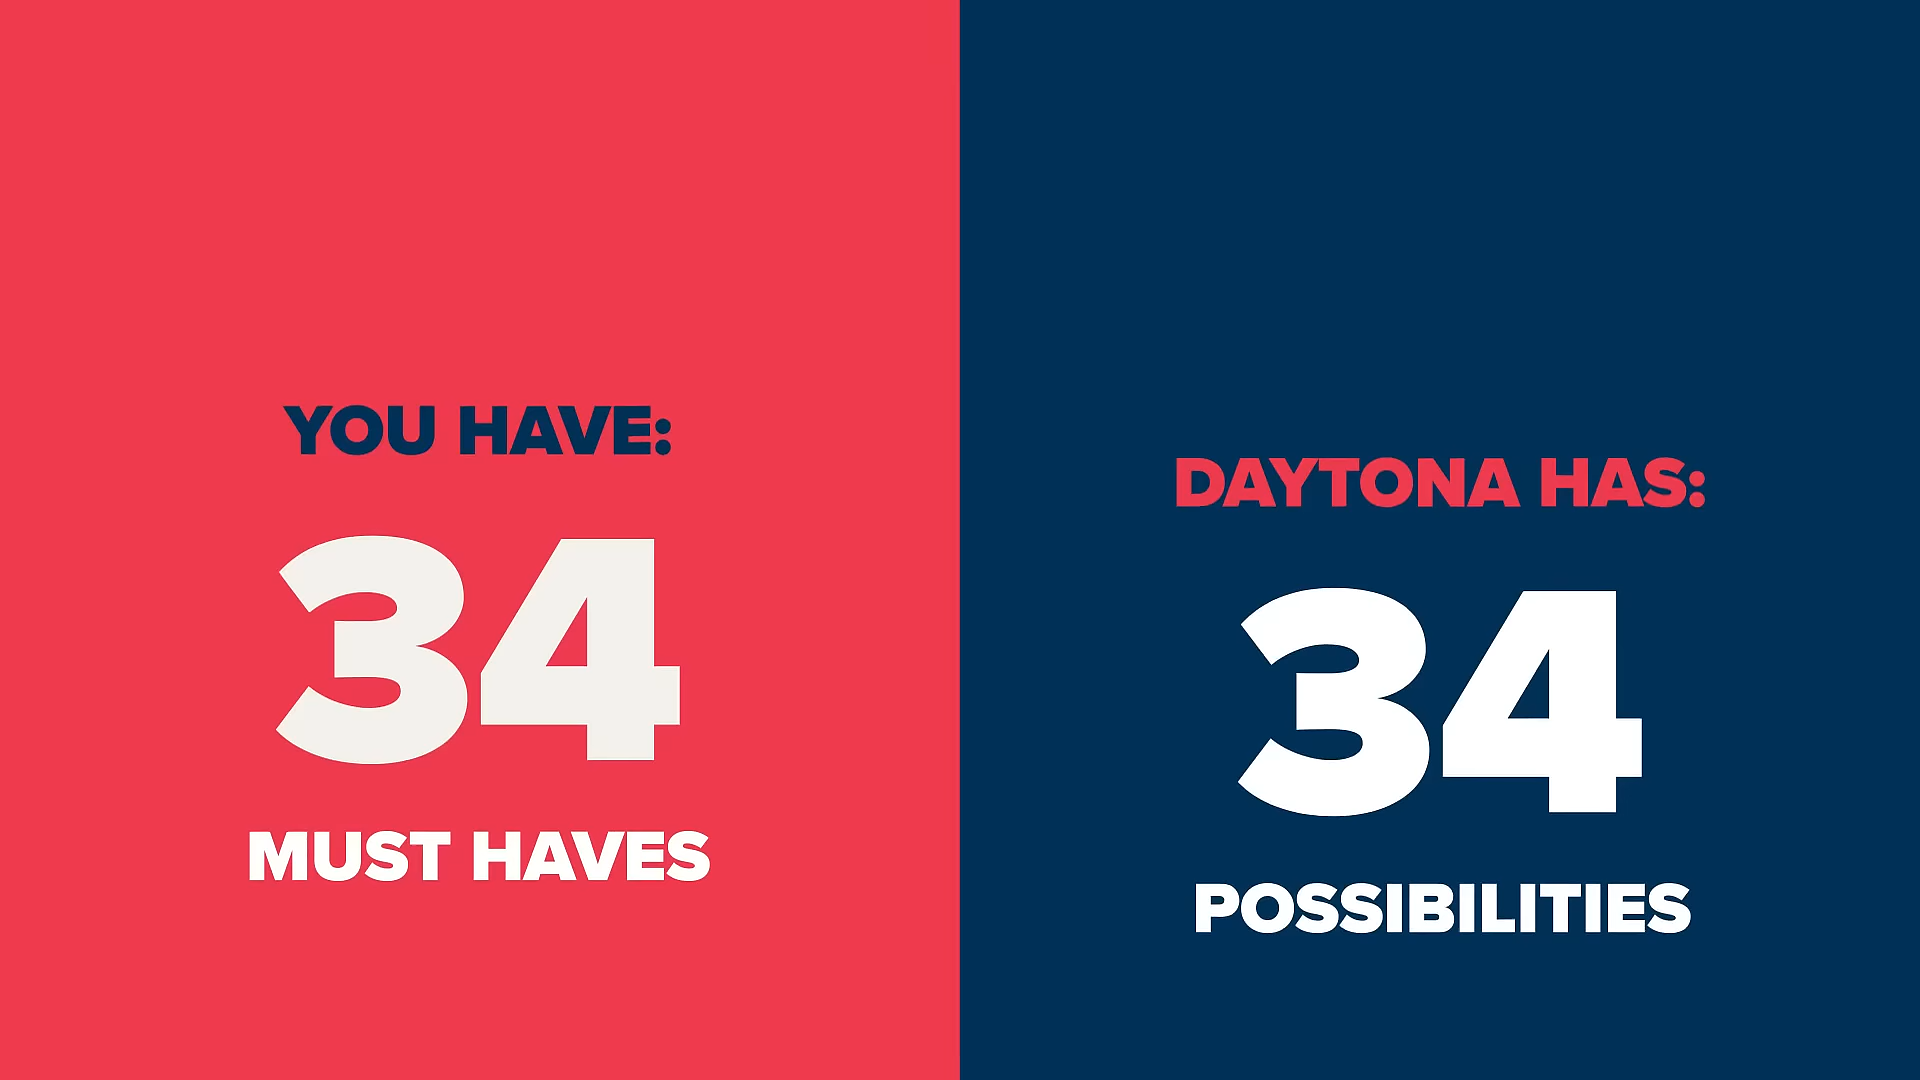 YOU HAVE:
34
MUST HAVES
DAYTONA HAS:
34
POSSIBILITIES